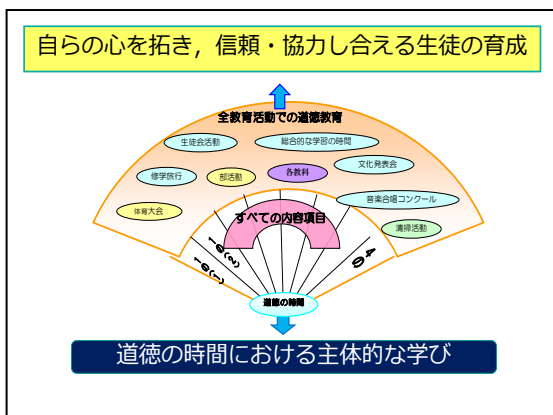 自らの心を拓き，信頼・協力し合える生徒の育成
全教育活動での道徳教育
生徒会活動
総合的な学習の時間
文化発表会
修学旅行
部活動
各教科
音楽合唱コンクール
体育大会
すべての内容項目
清掃活動
道徳の時間
道徳の時間における主体的な学び